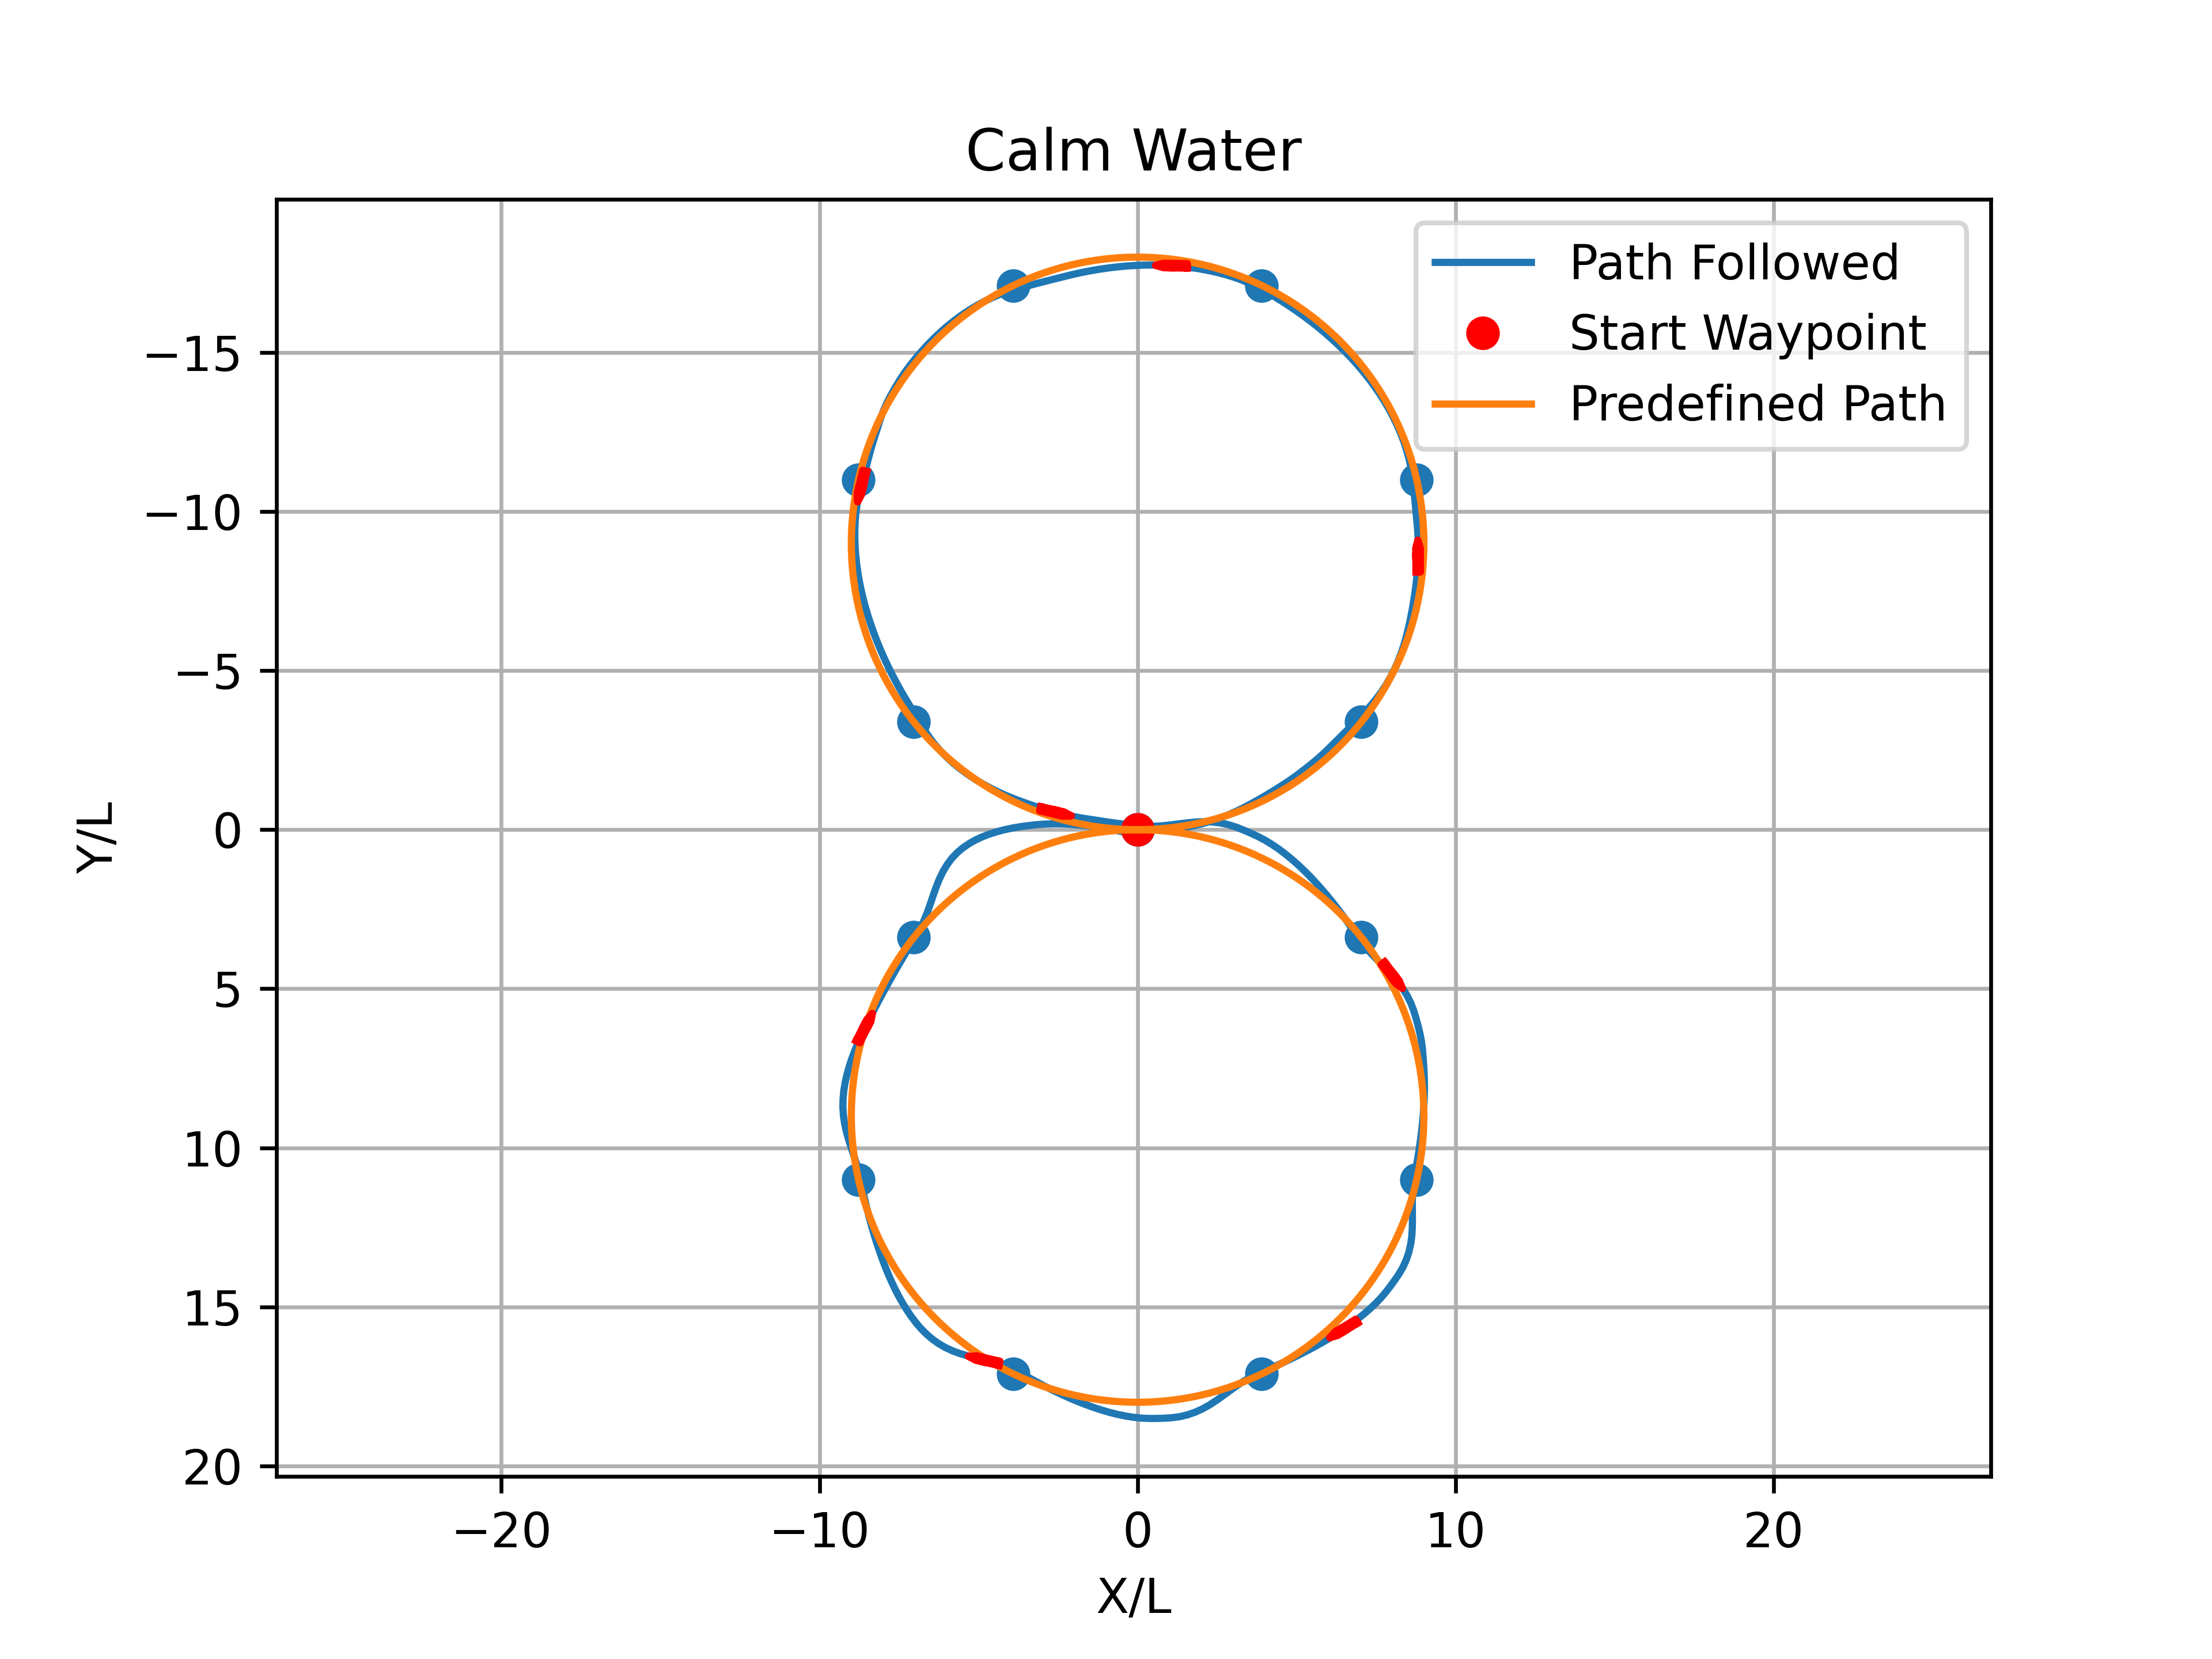 Calm Water
Path Followed
Start Waypoint
Predefined Path
−15
−10
−5
0
5
10
15
20
Y/L
−20 −10 0 10 20
X/L